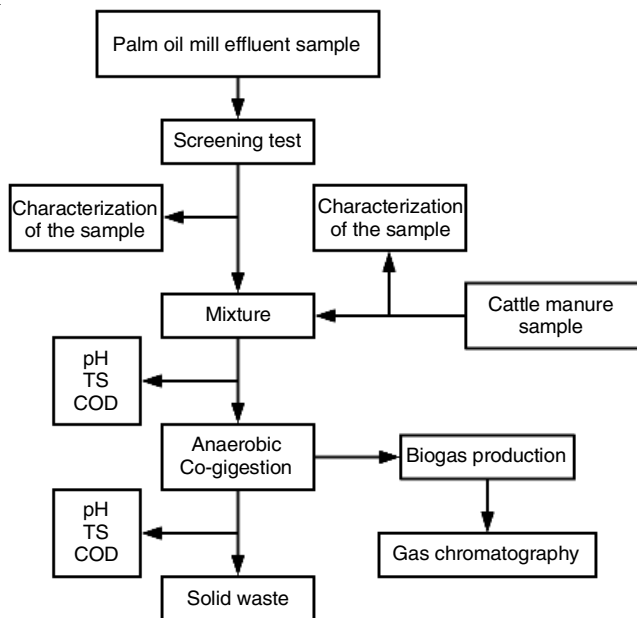 Palm oil mill effluent sample
Screening test
Characterization
of the sample
Characterization
of the sample
Mixture
Cattle manure
sample
pH
TS
COD
Anaerobic
Co-gigestion
Biogas production
pH
TS
COD
Gas chromatography
Solid waste